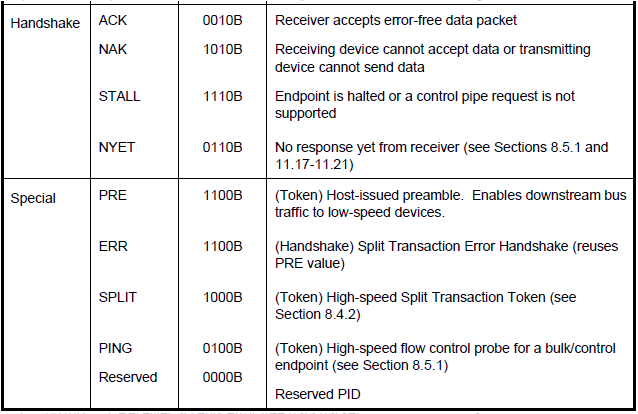 Handshake ACK 0010B Receiver accepts error-free data packet
NAK 1010B Receiving device cannot accept data or transmitting
device cannot send data
STALL 1110B Endpoint is halted or a control pipe request is not
supported
NYET 0110B No response yet from receiver (see Sections 8.5.1 and
11.17-11.21)
Special PRE 1100B (Token) Host-issued preamble. Enables downstream bus
traffic to low-speed devices.
ERR 1100B (Handshake) Split Transaction Error Handshake (reuses
PRE value)
SPLIT 1000B (Token) High-speed Split Transaction Token (see
Section 8.4.2)
PING 0100B (Token) High-speed flow control probe for a bulk/control
endpoint (see Section 8.5.1)
Reserved 0000B
Reserved PID